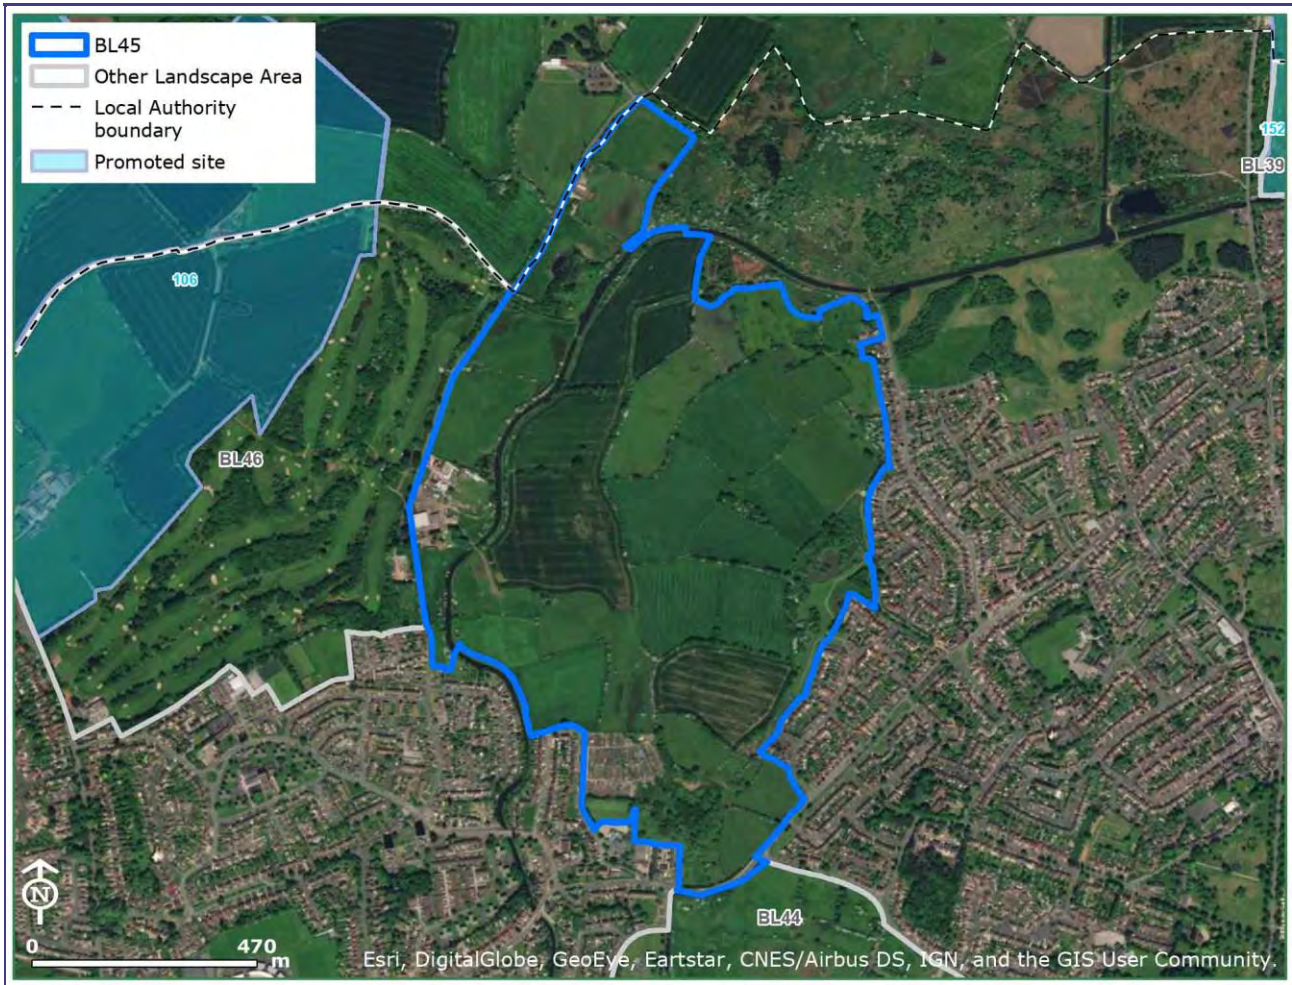 BL45
Other Landscape Area
Local Authority
boundary
Promoted site
152
BL39
106
BL46
BL44
N
0 470
m
Esri, DigitalGlobe, GeoEye, Eartstar, CNES/Airbus DS, IGN, and the GIS User Community.